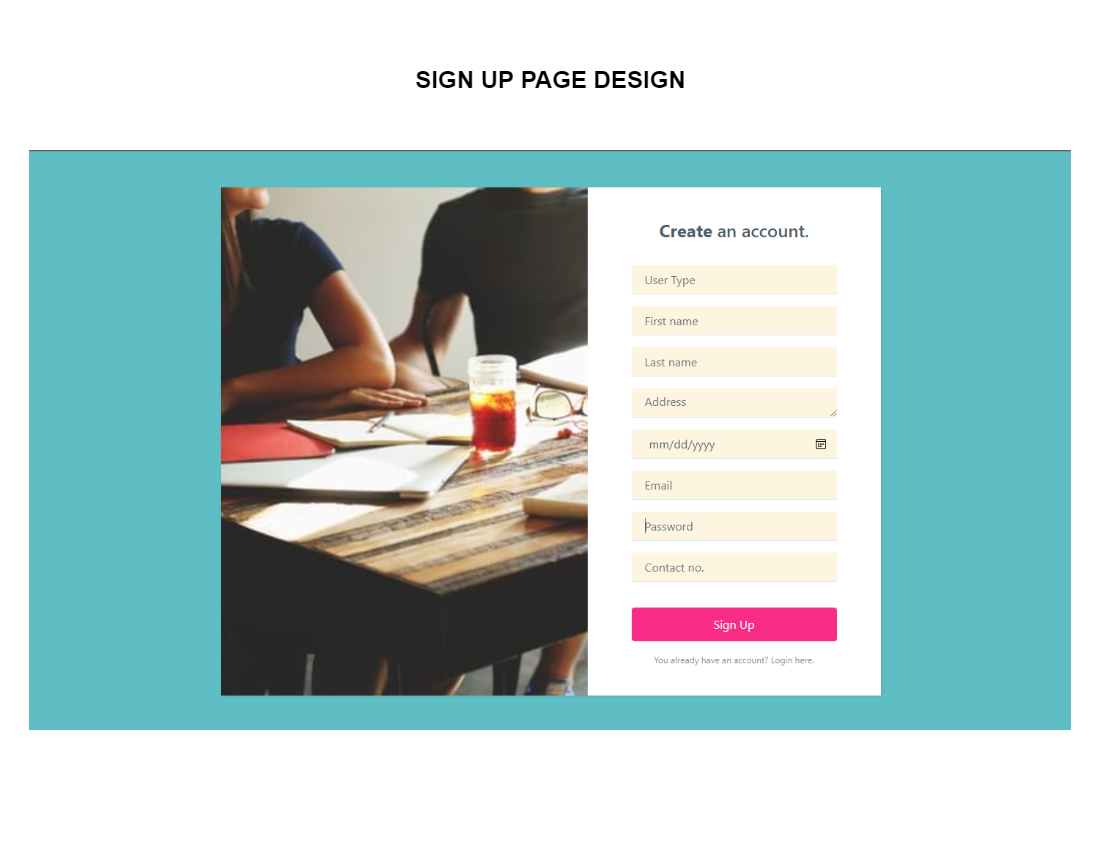 SIGN UP PAGE DESIGN
Create an account.
User Type
First name
Last name
Address
mm/dd/yyyy
Email
Password
Contact no.
Sign Up
You already have an account? Login here.